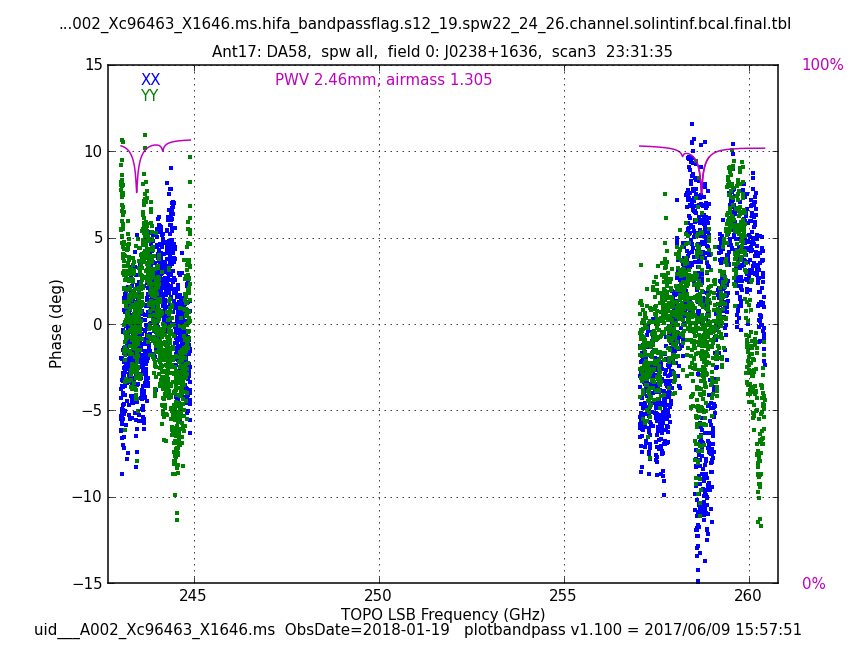 ...002_Xc96463_X1646.ms.hifa_bandpassflag.s12_19.spw22_24_26.channel.solintinf.bcal.final.tbl
Ant17: DA58,  spw all,  field 0: J0238+1636,  scan3  23:31:35
15
XX
PWV 2.46mm, airmass 1.305
100%
YY
10
5
0
Phase (deg)
−5
−10
−15
0%
245
250
255
260
TOPO LSB Frequency (GHz)
uid___A002_Xc96463_X1646.ms  ObsDate=2018-01-19   plotbandpass v1.100 = 2017/06/09 15:57:51